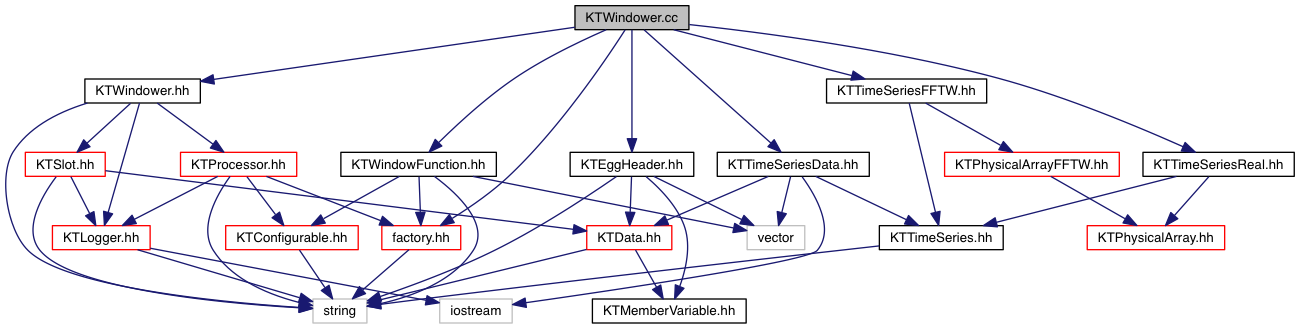 KTWindower.cc
KTWindower.hh
KTTimeSeriesFFTW.hh
KTSlot.hh
KTProcessor.hh
KTWindowFunction.hh
KTEggHeader.hh
KTTimeSeriesData.hh
KTPhysicalArrayFFTW.hh
KTTimeSeriesReal.hh
KTLogger.hh
KTConfigurable.hh
factory.hh
KTData.hh
vector
KTTimeSeries.hh
KTPhysicalArray.hh
string
iostream
KTMemberVariable.hh